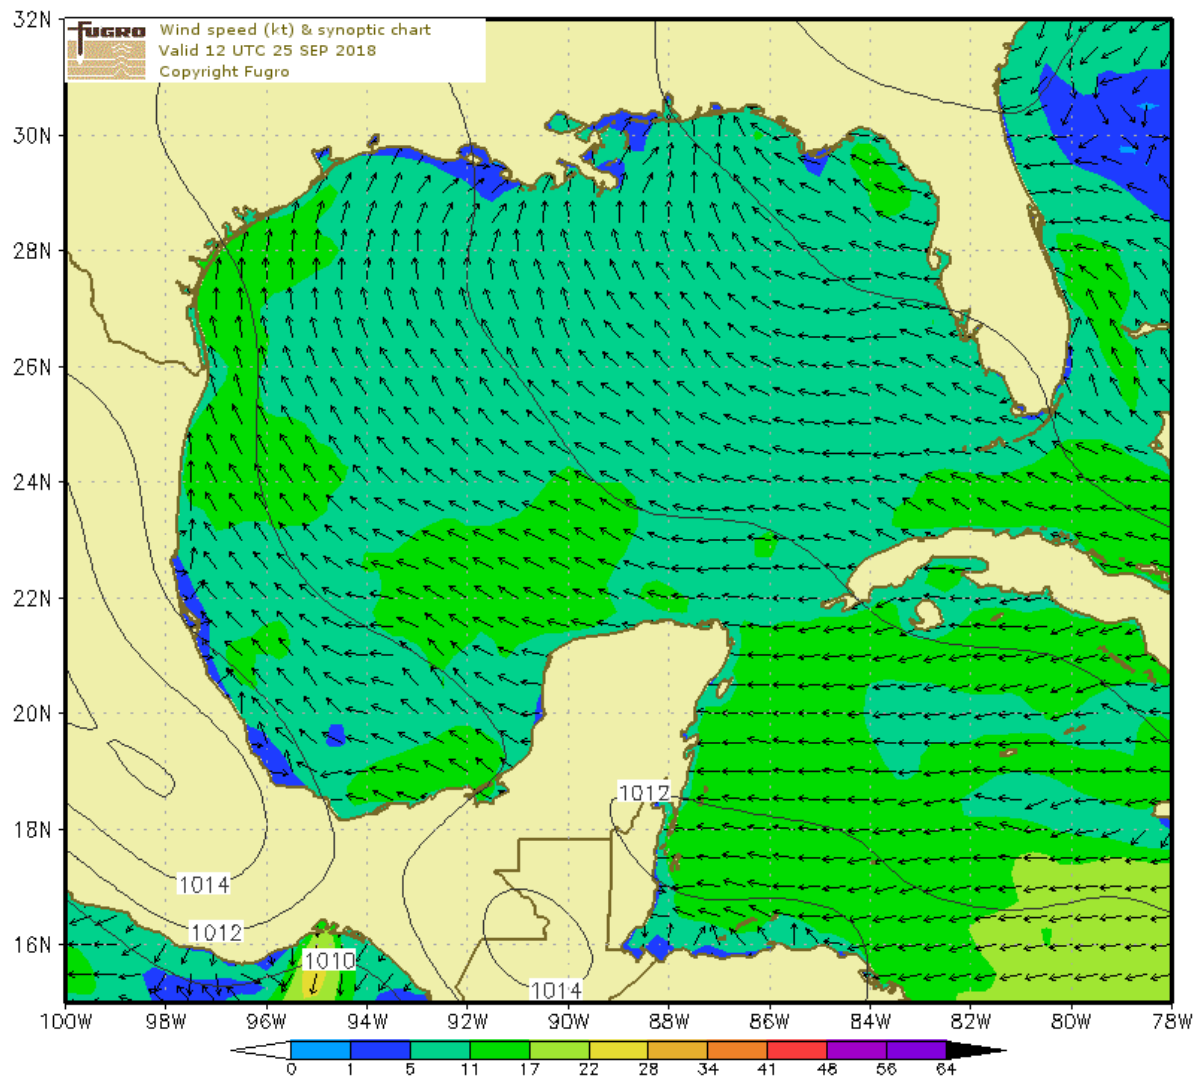 FUGRO
Wind speed (kt) & synoptic chart
Valid 12 UTC 25 SEP 2018
Copyright Fugro
32N
30N
28N
26N
24N
22N
20N
18N
16N
1012
1014
1012
1010
1014
100W 98W 96W 94W 92W 90W 88W 86W 84W 82W 80W 78W
0 1 5 11 17 22 28 34 41 48 56 64